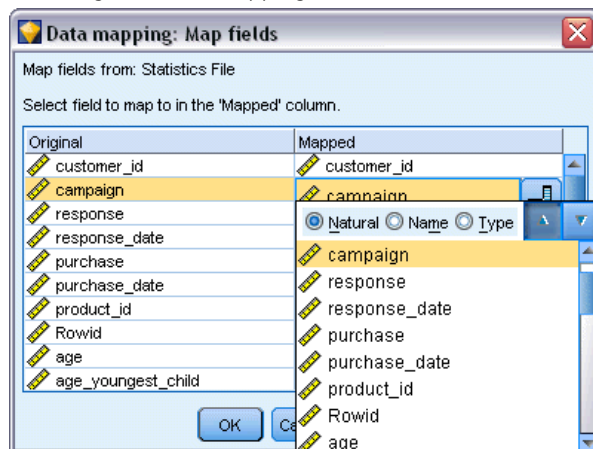 Data mapping: Map fields
Map fields from: Statistics File
Select field to map to in the 'Mapped' column.
Original Mapped
customer_id customer_id
campaign campaign
response
response_date
purchase
purchase_date
product_id
Rowid
age
age_youngest_child
Natural Name Type
campaign
response
response_date
purchase
purchase_date
product_id
Rowid
age
OK